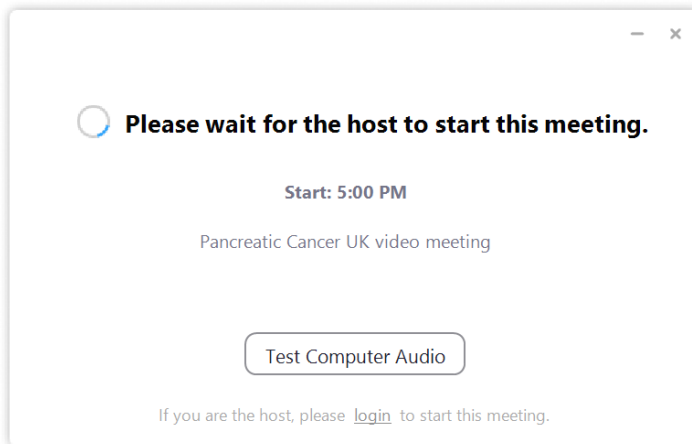 Please wait for the host to start this meeting.
Start: 5:00 PM
Pancreatic Cancer UK video meeting
Test Computer Audio
If you are the host, please login to start this meeting.